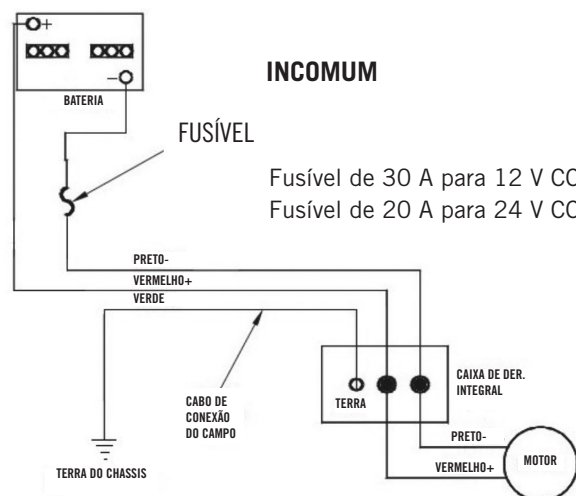 +
−
BATERIA
INCOMUM
FUSÍVEL
Fusível de 30 A para 12 V CC
Fusível de 20 A para 24 V CC
PRETO-
VERMELHO+
VERDE
CABO DE
CONEXÃO
DO CAMPO
TERRA DO CHASSIS
TERRA
CAIXA DE DER.
INTEGRAL
PRETO-
VERMELHO+
MOTOR